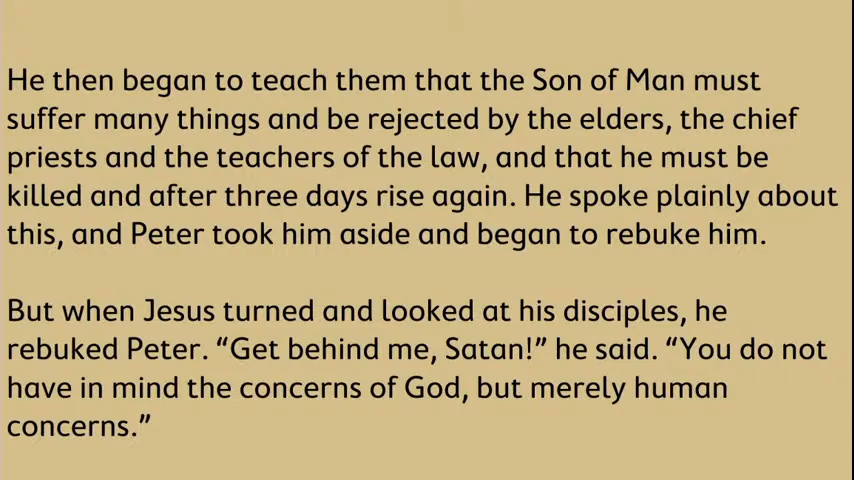 He then began to teach them that the Son of Man must
suffer many things and be rejected by the elders, the chief
priests and the teachers of the law, and that he must be
killed and after three days rise again. He spoke plainly about
this, and Peter took him aside and began to rebuke him.
But when Jesus turned and looked at his disciples, he
rebuked Peter. “Get behind me, Satan!” he said. “You do not
have in mind the concerns of God, but merely human
concerns.”